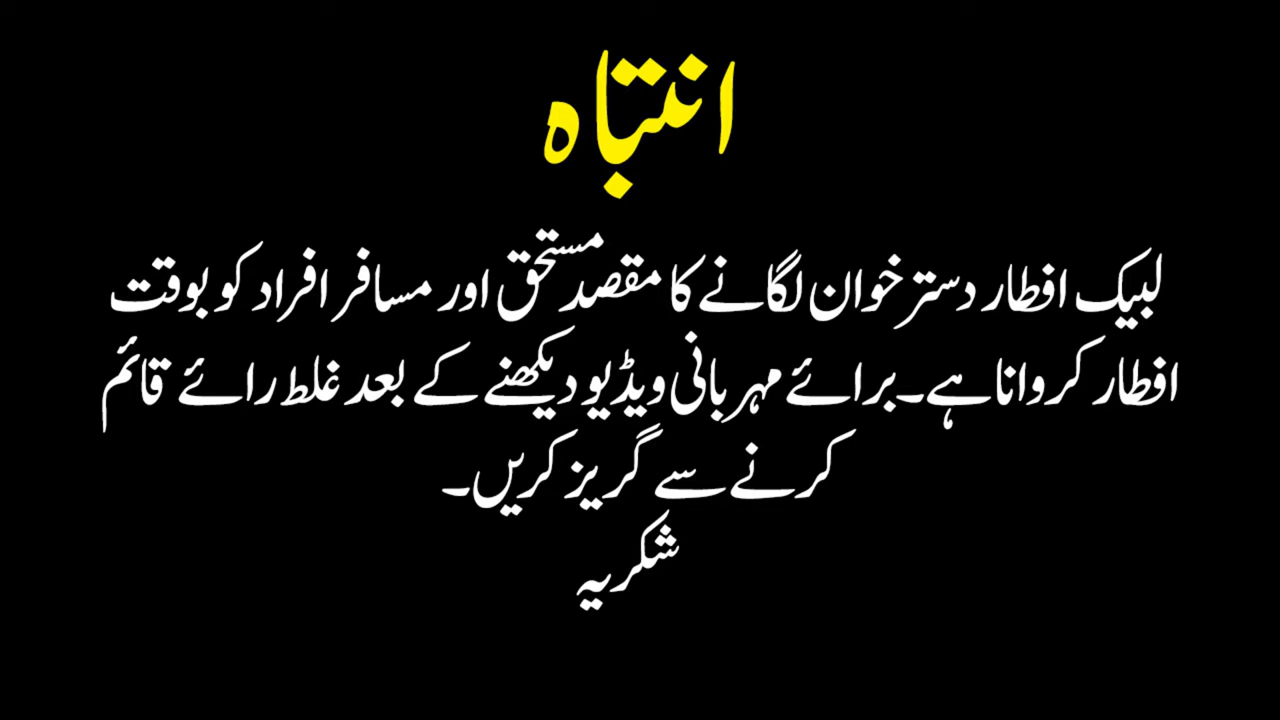 انتباہ
لبیک افطار دسترخوان لگانے کا مقصد مستحق اور مسافر افراد کو بوقت
افطار کروانا ہے۔ برائے مہربانی ویڈیو دیکھنے کے بعد غلط رائے قائم
کرنے سے گریز کریں۔
شکریہ